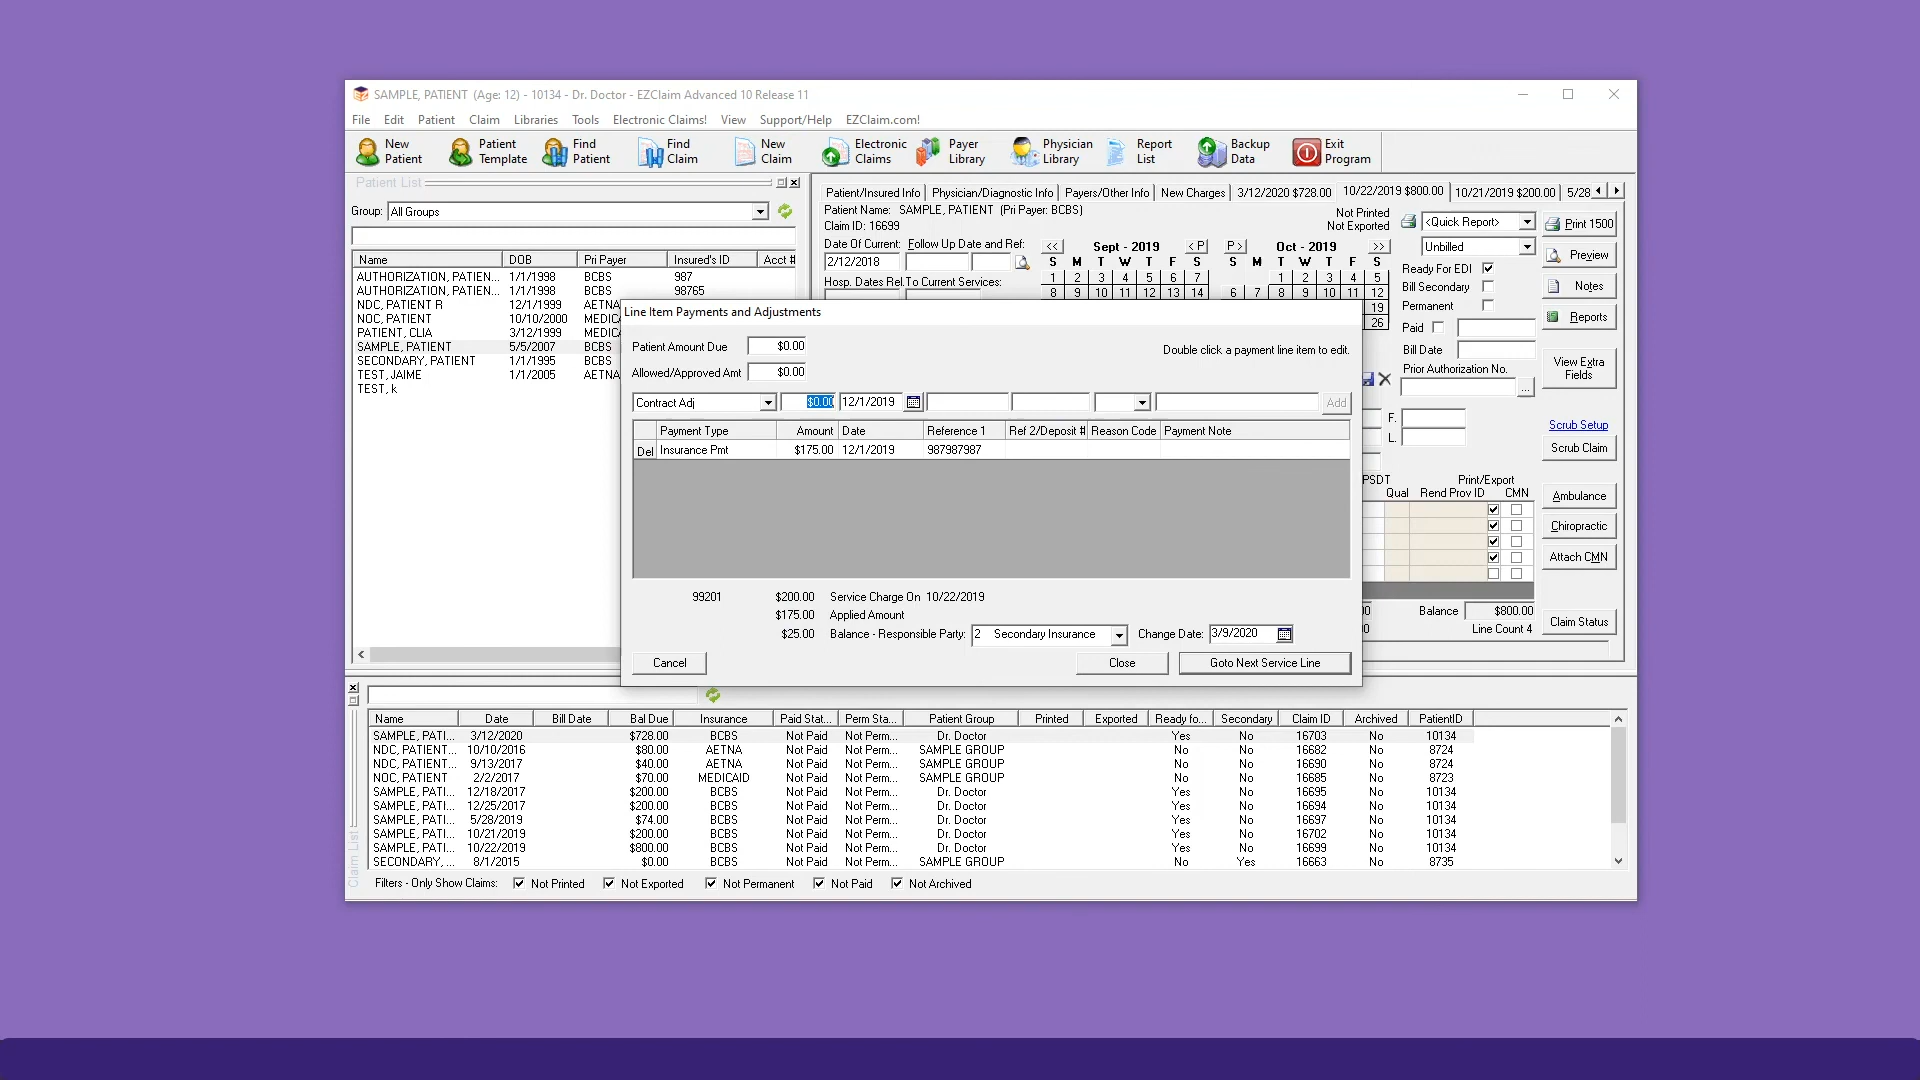 SAMPLE, PATIENT (Age: 12) - 10134 - Dr. Doctor - EZClaim Advanced 10 Release 11
File Edit Patient Claim Libraries Tools Electronic Claims! View Support/Help EZClaim.com!
New Patient Patient Template Find Patient Find Claim New Claim Electronic Claims Payer Library Physician Library Report List Backup Data Exit Program
Patient List
Group: All Groups
Name DOB Pri Payer Insured's ID Acct #
AUTHORIZATION, PATIEN... 1/1/1998 BCBS 987
AUTHORIZATION, PATIEN... 1/1/1998 BCBS 98765
NDC, PATIENT R 12/1/1999 AETNA
NOC, PATIENT 10/10/2000 MEDIC
PATIENT, CLIA 3/12/1999 MEDIC
SAMPLE, PATIENT 5/5/2007 BCBS
SECONDARY, PATIENT 1/1/1995 BCBS
TEST, JAIME 1/1/2005 AETNA
TEST, k
Patient/Insured Info Physician/Diagnostic Info Payers/Other Info New Charges 3/12/2020 $728.00 10/22/2019 $800.00 10/21/2019 $200.00 5/28
Patient Name: SAMPLE, PATIENT (Pri Payer: BCBS)
Claim ID: 16699
Not Printed
Not Exported
Date Of Current: Follow Up Date and Ref:
2/12/2018
Hosp. Dates Rel.To Current Services:
<< Sept - 2019 < P
S M T W T F S
1 2 3 4 5 6 7
8 9 10 11 12 13 14
P > Oct - 2019 >>
S M T W T F S
1 2 3 4 5
6 7 8 9 10 11 12
19
26
<Quick Report> Print 1500
Unbilled Preview
Ready For EDI
Bill Secondary Notes
Permanent
Paid Reports
Bill Date
Prior Authorization No. View Extra Fields
...
F.
L.
Scrub Setup
Scrub Claim
PSDT Print/Export
Qual Rend Prov ID CMN
Ambulance
Chiropractic
Attach CMN
Balance $800.00
Line Count 4
Claim Status
Line Item Payments and Adjustments
Patient Amount Due $0.00
Double click a payment line item to edit.
Allowed/Approved Amt $0.00
Contract Adj $0.00 12/1/2019 Add
Payment Type Amount Date Reference 1 Ref 2/Deposit # Reason Code Payment Note
Del Insurance Pmt $175.00 12/1/2019 987987987
99201 $200.00 Service Charge On 10/22/2019
$175.00 Applied Amount
$25.00 Balance - Responsible Party: 2 Secondary Insurance Change Date: 3/9/2020
Cancel Close Goto Next Service Line
Claim List
Name Date Bill Date Bal Due Insurance Paid Stat... Perm Sta... Patient Group Printed Exported Ready fo... Secondary Claim ID Archived PatientID
SAMPLE, PATI... 3/12/2020 $728.00 BCBS Not Paid Not Perm... Dr. Doctor Yes No 16703 No 10134
NDC, PATIENT... 10/10/2016 $80.00 AETNA Not Paid Not Perm... SAMPLE GROUP No No 16682 No 8724
NDC, PATIENT... 9/13/2017 $40.00 AETNA Not Paid Not Perm... SAMPLE GROUP No No 16690 No 8724
NOC, PATIENT 2/2/2017 $70.00 MEDICAID Not Paid Not Perm... SAMPLE GROUP No No 16685 No 8723
SAMPLE, PATI... 12/18/2017 $200.00 BCBS Not Paid Not Perm... Dr. Doctor Yes No 16695 No 10134
SAMPLE, PATI... 12/25/2017 $200.00 BCBS Not Paid Not Perm... Dr. Doctor Yes No 16694 No 10134
SAMPLE, PATI... 5/28/2019 $74.00 BCBS Not Paid Not Perm... Dr. Doctor Yes No 16697 No 10134
SAMPLE, PATI... 10/21/2019 $200.00 BCBS Not Paid Not Perm... Dr. Doctor Yes No 16702 No 10134
SAMPLE, PATI... 10/22/2019 $800.00 BCBS Not Paid Not Perm... Dr. Doctor Yes No 16699 No 10134
SECONDARY, ... 8/1/2015 $0.00 BCBS Not Paid Not Perm... SAMPLE GROUP No Yes 16663 No 8735
Filters - Only Show Claims: Not Printed Not Exported Not Permanent Not Paid Not Archived